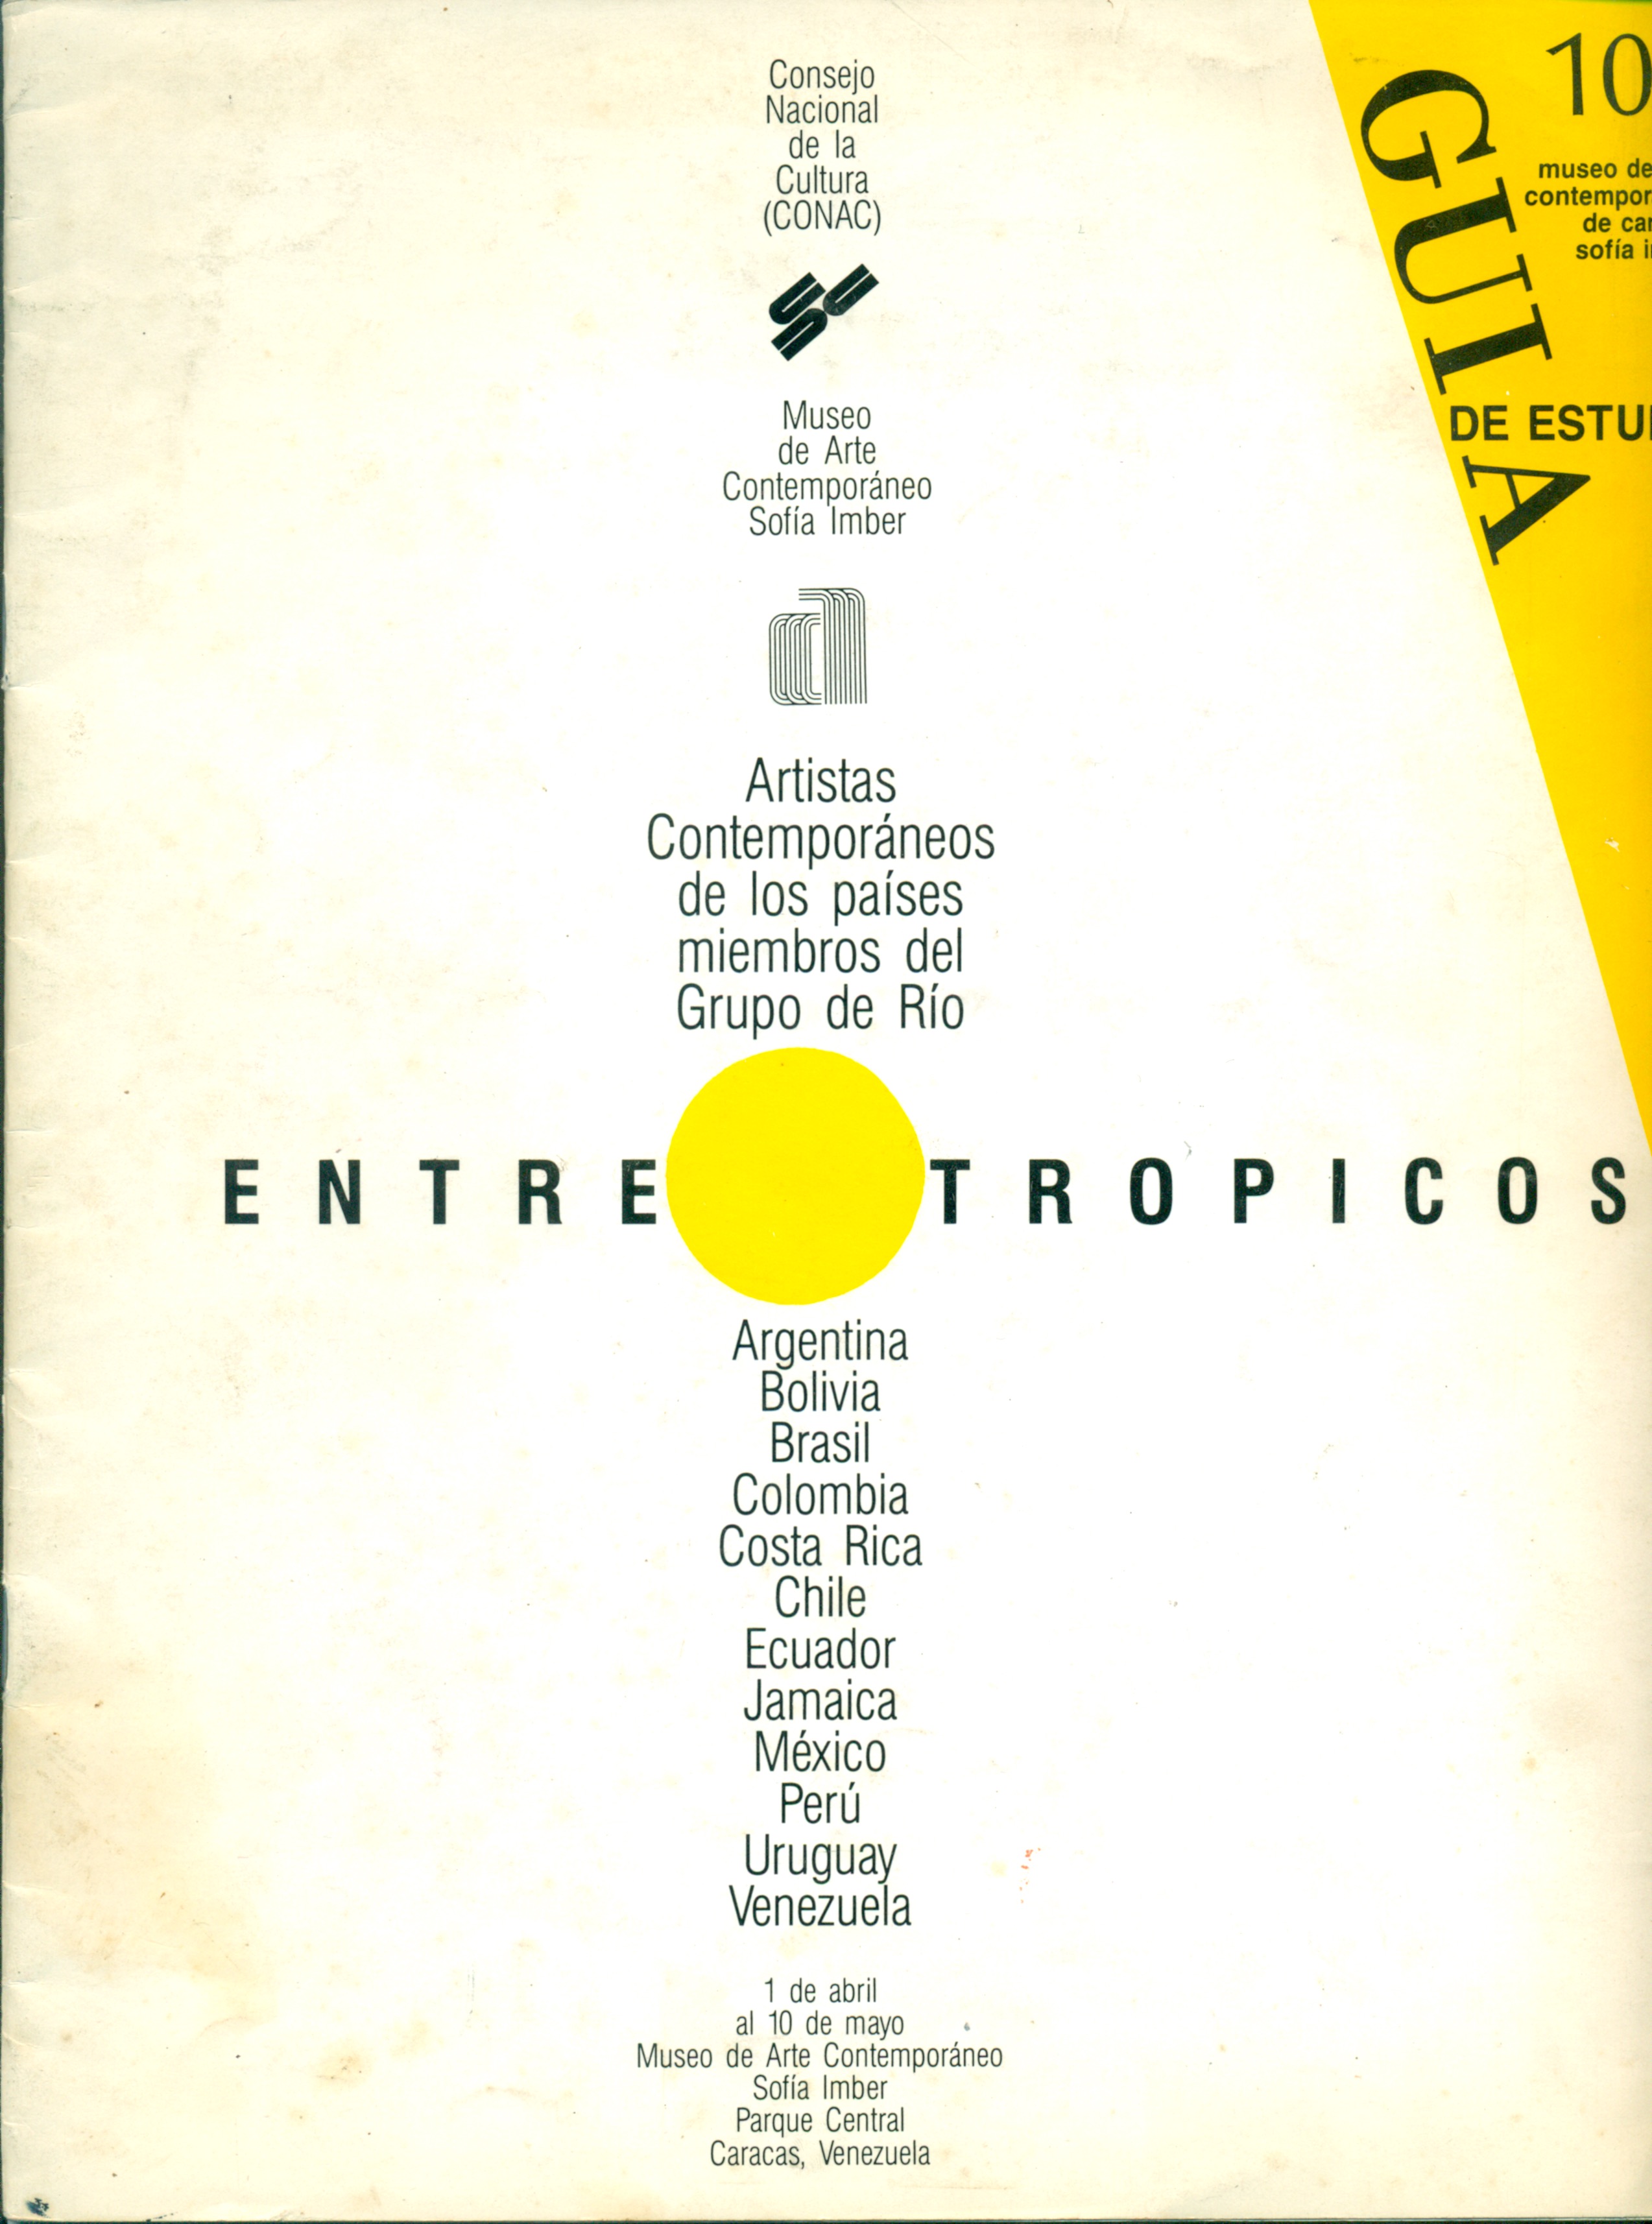 Consejo
Nacional
de la
Cultura
(CONAC)
Museo
de Arte
Contemporáneo
Sofía Imber
Artistas
Contemporáneos
de los países
miembros del
Grupo de Río
ENTRE TROPICOS
Argentina
Bolivia
Brasil
Colombia
Costa Rica
Chile
Ecuador
Jamaica
México
Perú
Uruguay
Venezuela
1 de abril
al 10 de mayo
Museo de Arte Contemporáneo
Sofía Imber
Parque Central
Caracas, Venezuela
10
museo de
contempor
de car
sofía i
GUIA
DE ESTU